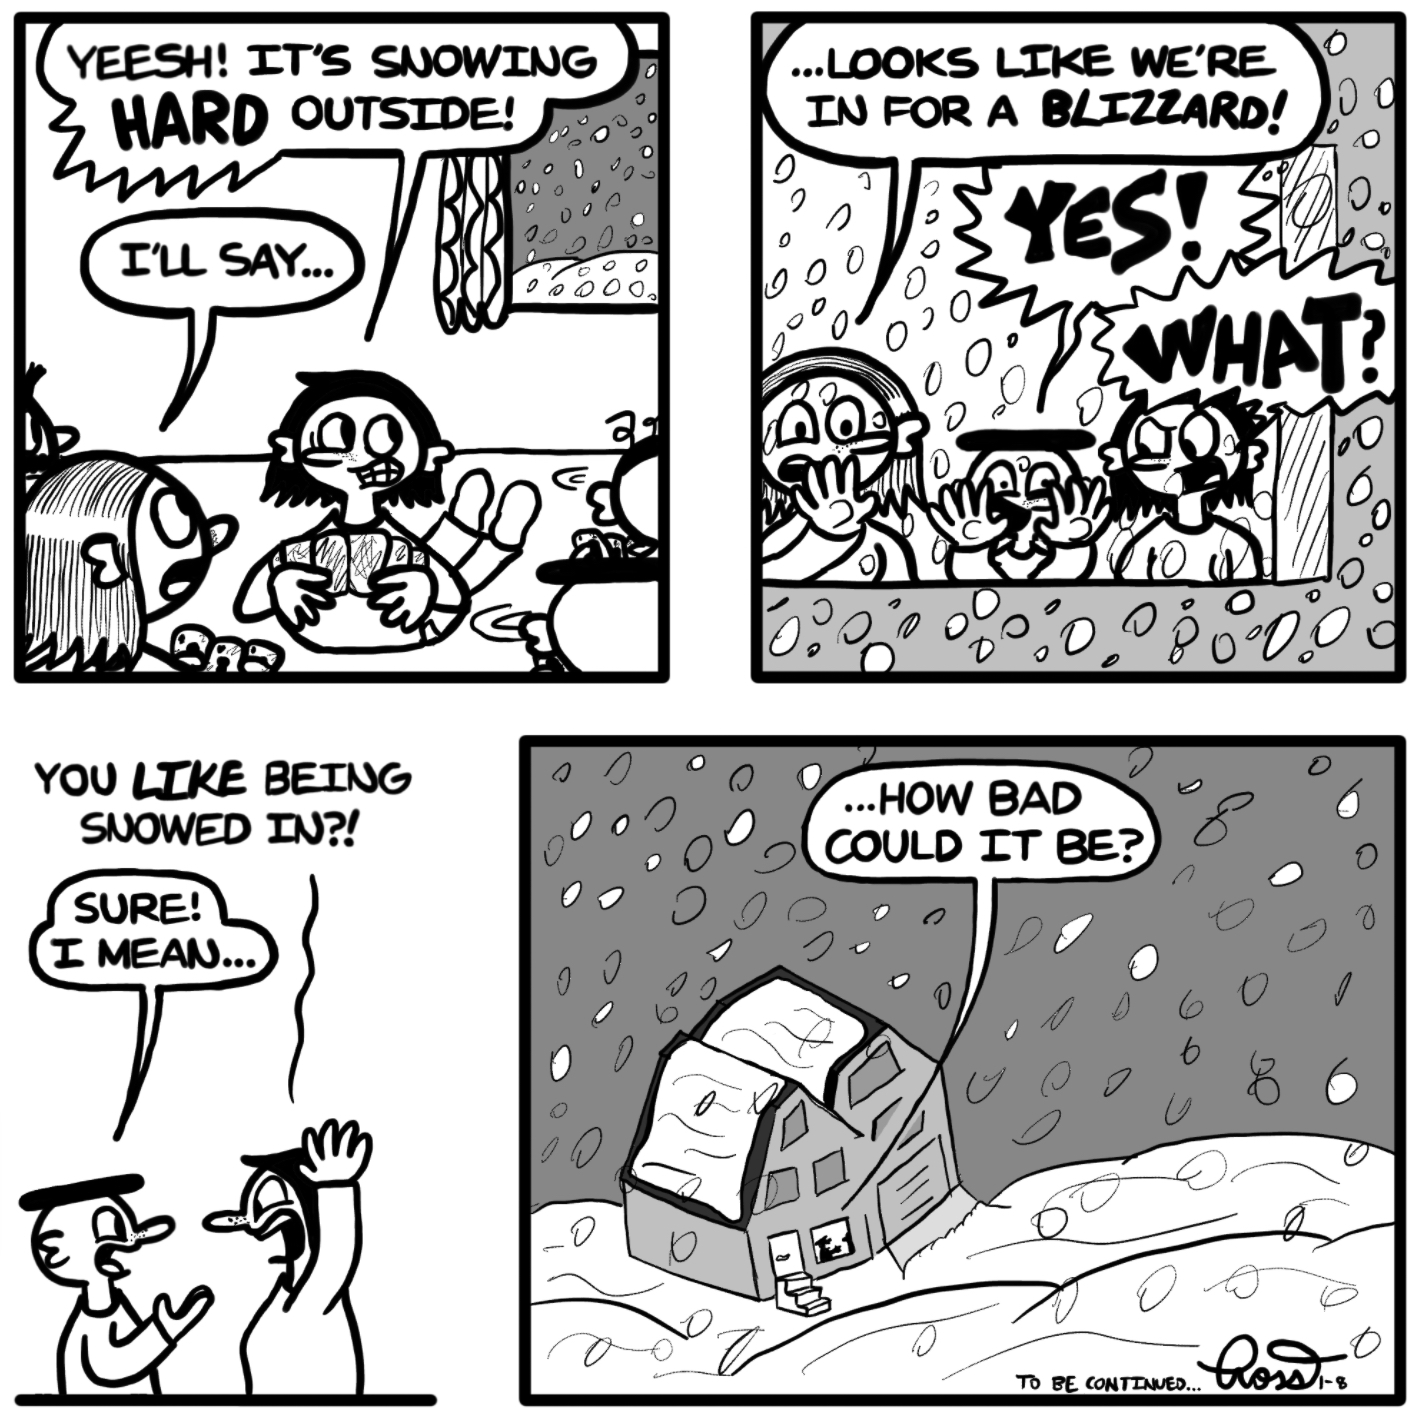 YEESH! IT'S SNOWING
HARD OUTSIDE!
I'LL SAY...
...LOOKS LIKE WE'RE
IN FOR A BLIZZARD!
YES!
WHAT?
YOU LIKE BEING
SNOWED IN?!
SURE!
I MEAN...
...HOW BAD
COULD IT BE?
TO BE CONTINUED...
Ross 1-8